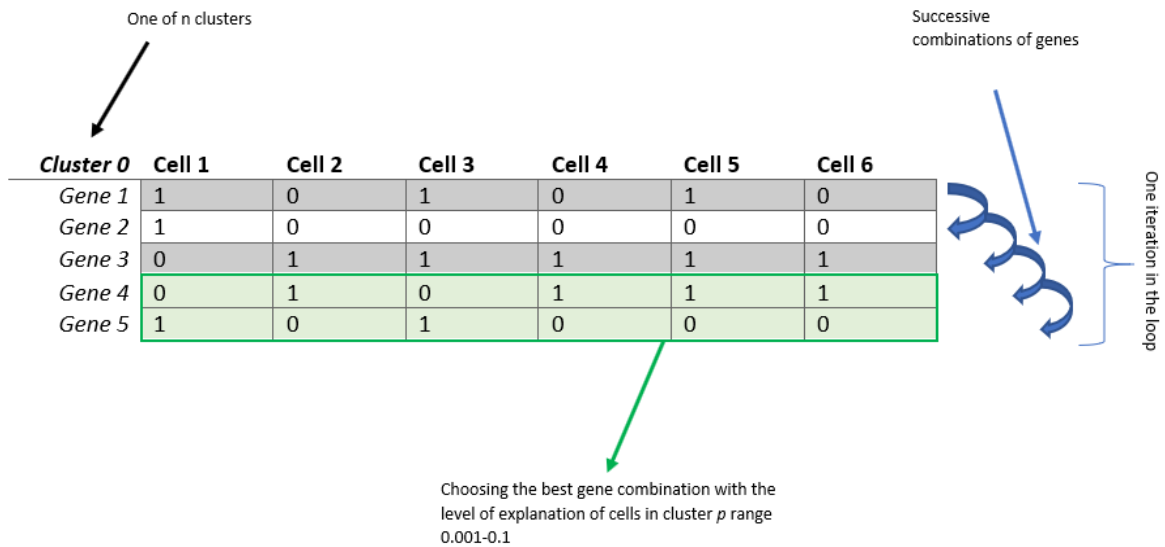 One of n clusters
Successive
combinations of genes
Cluster 0 Cell 1 Cell 2 Cell 3 Cell 4 Cell 5 Cell 6
Gene 1 1 0 1 0 1 0
Gene 2 1 0 0 0 0 0
Gene 3 0 1 1 1 1 1
Gene 4 0 1 0 1 1 1
Gene 5 1 0 1 0 0 0
One iteration in the loop
Choosing the best gene combination with the
level of explanation of cells in cluster p range
0.001-0.1